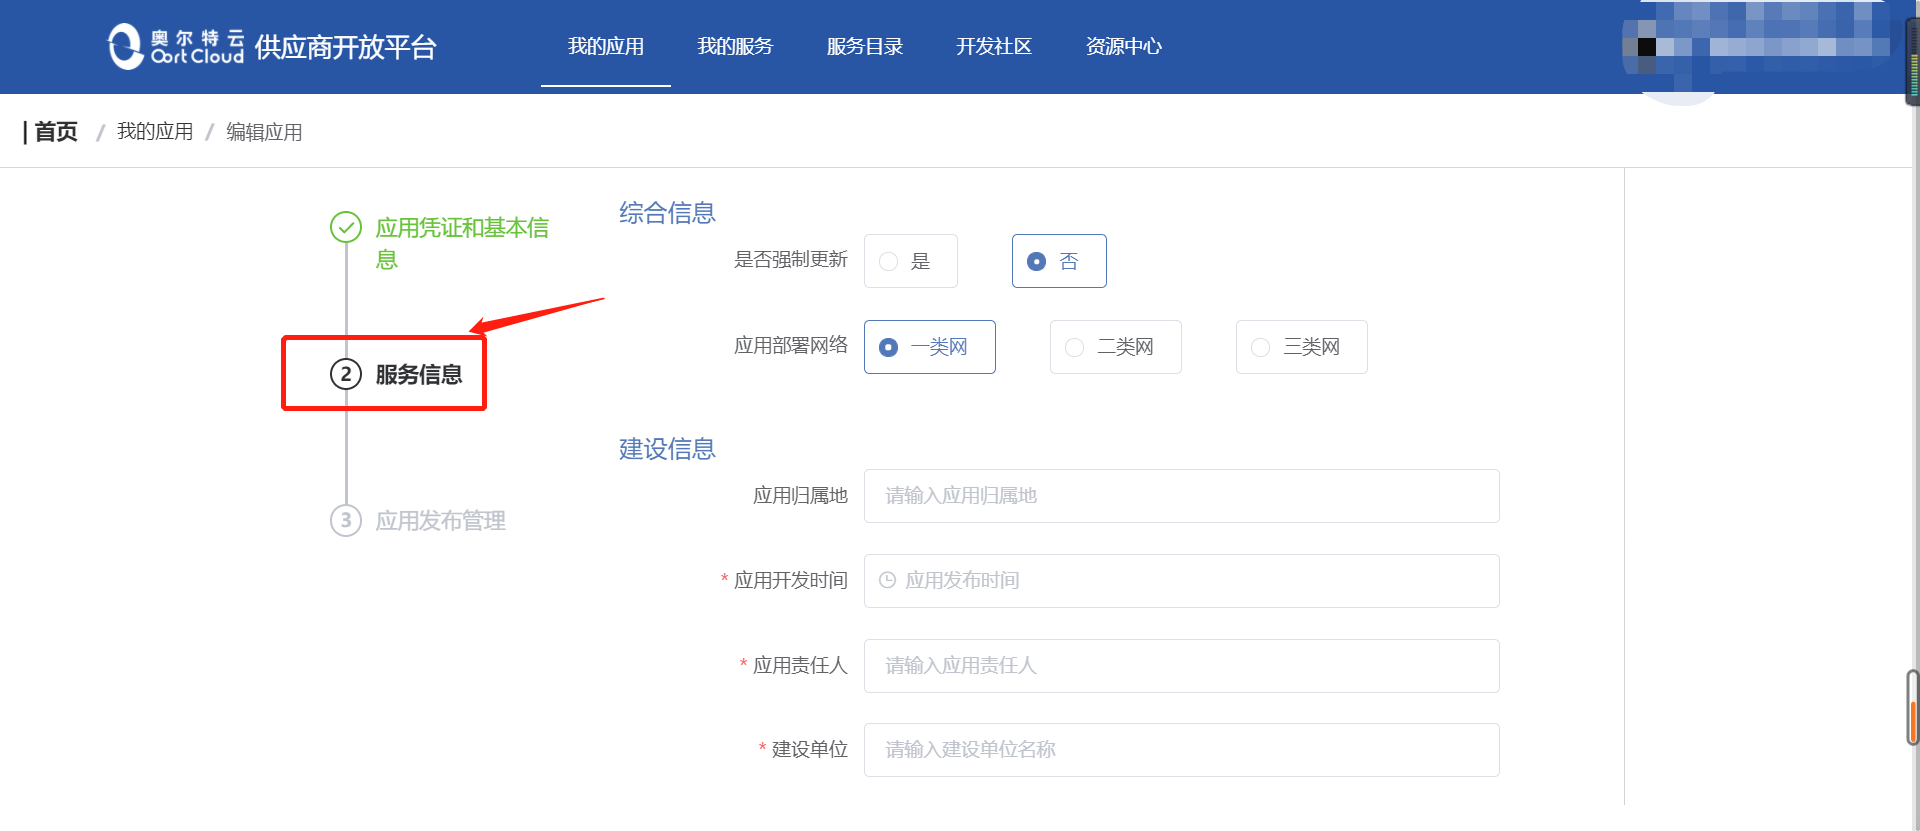 奥尔特云
Oort Cloud
供应商开放平台
我的应用
我的服务
服务目录
开发社区
资源中心
首页 / 我的应用 / 编辑应用
应用凭证和基本信
息
2 服务信息
3 应用发布管理
综合信息
是否强制更新 是 否
应用部署网络 一类网 二类网 三类网
建设信息
应用归属地 请输入应用归属地
* 应用开发时间 应用发布时间
* 应用责任人 请输入应用责任人
* 建设单位 请输入建设单位名称